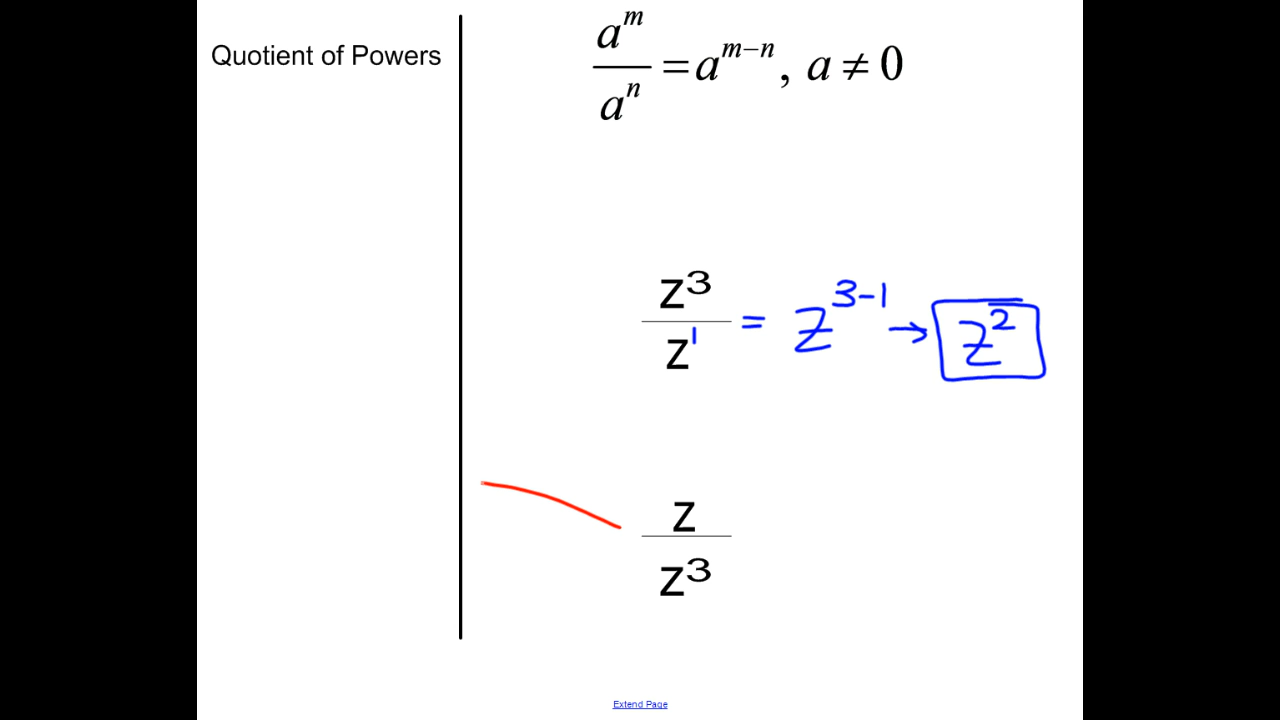 Quotient of Powers
a^m / a^n = a^{m−n}, a ≠ 0
z^3 / z^1 = z^{3-1} → z^2
z / z^3
Extend Page